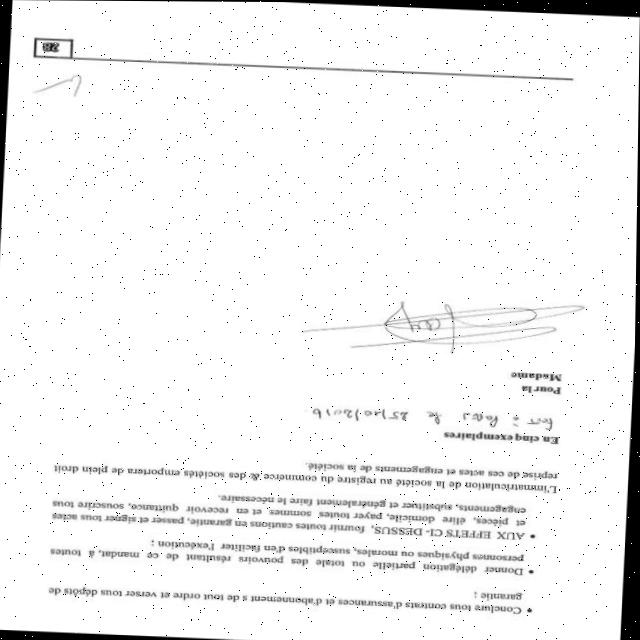 • Conclure tous contrats d'assurances et d'abonnement s de tout ordre et verser tous dépôts de
garantie ;
• Donner délégation partielle ou totale des pouvoirs résultant de ce mandat, à toutes
personnes physiques ou morales, susceptibles d'en faciliter l'exécution ;
• AUX EFFETS CI- DESSUS, fournir toutes cautions en garantie, passer et signer tous actes
et pièces, élire domicile, payer toutes sommes et en recevoir quittance, souscrire tous
engagements, substituer et généralement faire le nécessaire.
L'immatriculation de la société au registre du commerce & des sociétés emportera de plein droit
reprise de ces actes et engagements de la société.
En cinq exemplaires
le 25/10/2016
Pour la
Madame